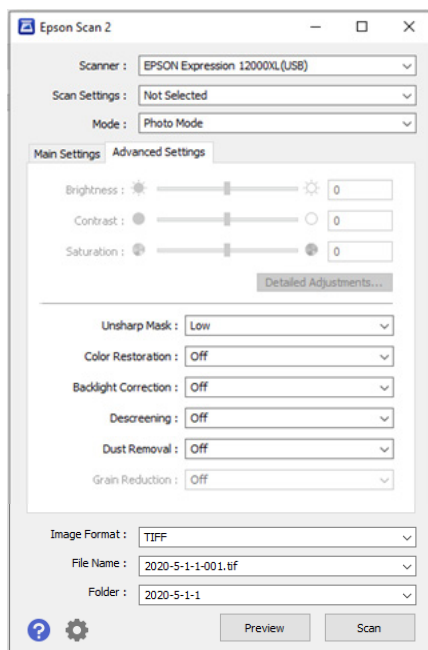 Epson Scan 2
Scanner : EPSON Expression 12000XL(USB)
Scan Settings : Not Selected
Mode : Photo Mode
Main Settings Advanced Settings
Brightness : 0
Contrast : 0
Saturation : 0
Detailed Adjustments...
Unsharp Mask : Low
Color Restoration : Off
Backlight Correction : Off
Descreening : Off
Dust Removal : Off
Grain Reduction : Off
Image Format : TIFF
File Name : 2020-5-1-1-001.tif
Folder : 2020-5-1-1
? Preview Scan